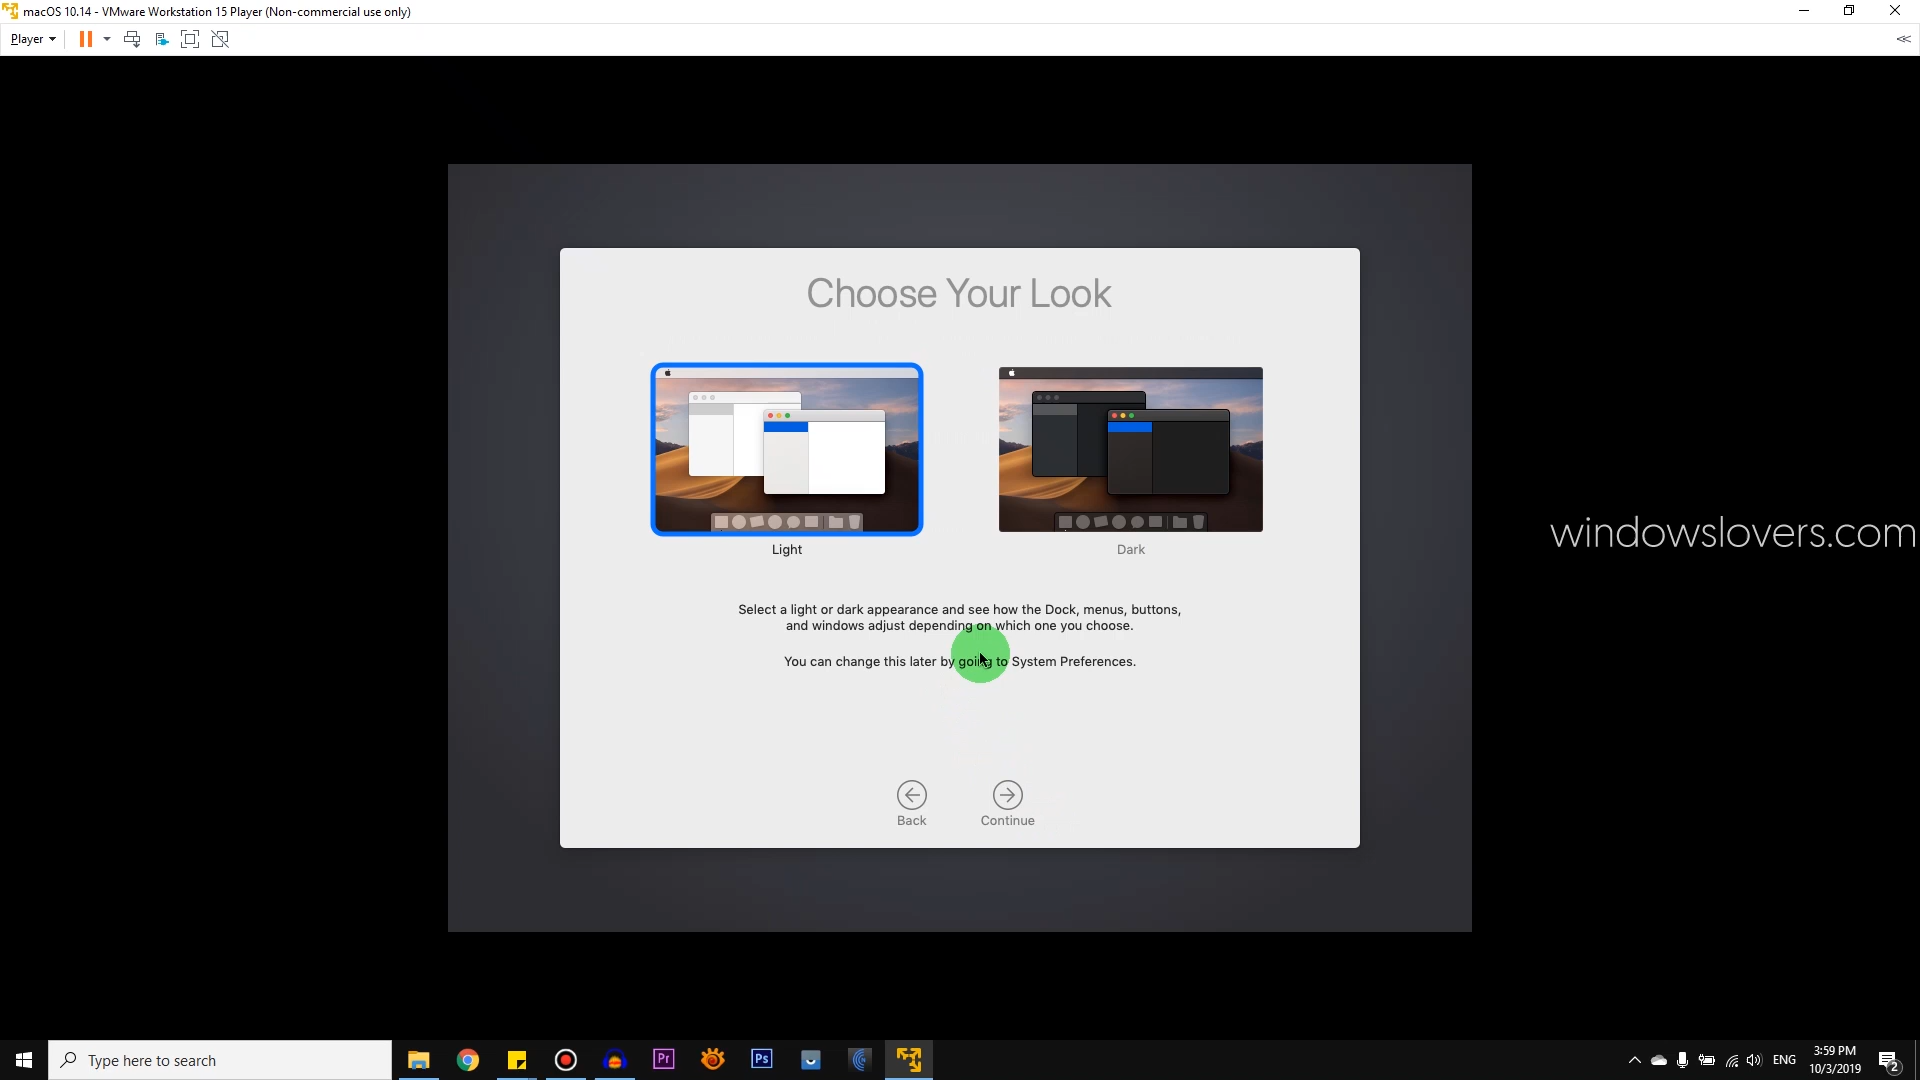 macOS 10.14 - VMware Workstation 15 Player (Non-commercial use only)
Player
Choose Your Look
Light
Dark
Select a light or dark appearance and see how the Dock, menus, buttons,
and windows adjust depending on which one you choose.
You can change this later by going to System Preferences.
windowslovers.com
Back
Continue
Type here to search
Pr
Ps
ENG
3:59 PM
10/3/2019
2